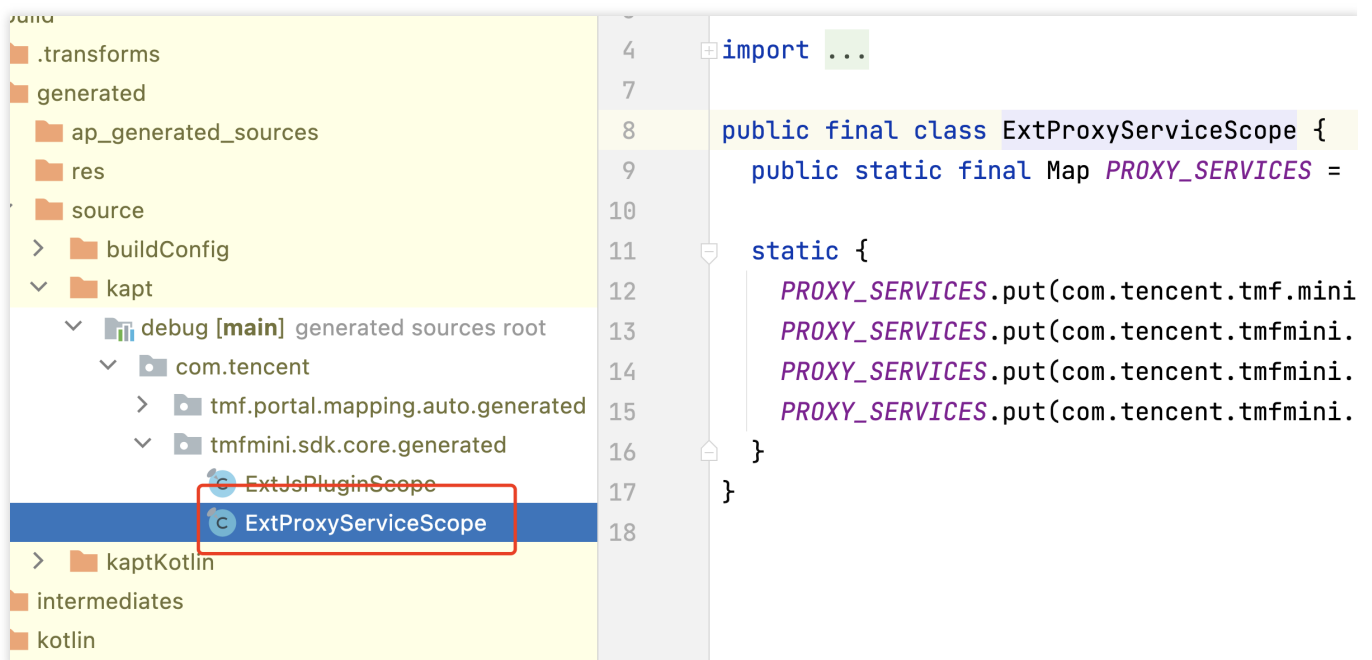 build
.transforms
generated
ap_generated_sources
res
source
buildConfig
kapt
debug [main] generated sources root
com.tencent
tmf.portal.mapping.auto.generated
tmfmini.sdk.core.generated
ExtJsPluginScope
ExtProxyServiceScope
kaptKotlin
intermediates
kotlin
4 import ...
7
8 public final class ExtProxyServiceScope {
9 public static final Map PROXY_SERVICES =
10
11 static {
12 PROXY_SERVICES.put(com.tencent.tmf.mini
13 PROXY_SERVICES.put(com.tencent.tmfmini.
14 PROXY_SERVICES.put(com.tencent.tmfmini.
15 PROXY_SERVICES.put(com.tencent.tmfmini.
16 }
17 }
18